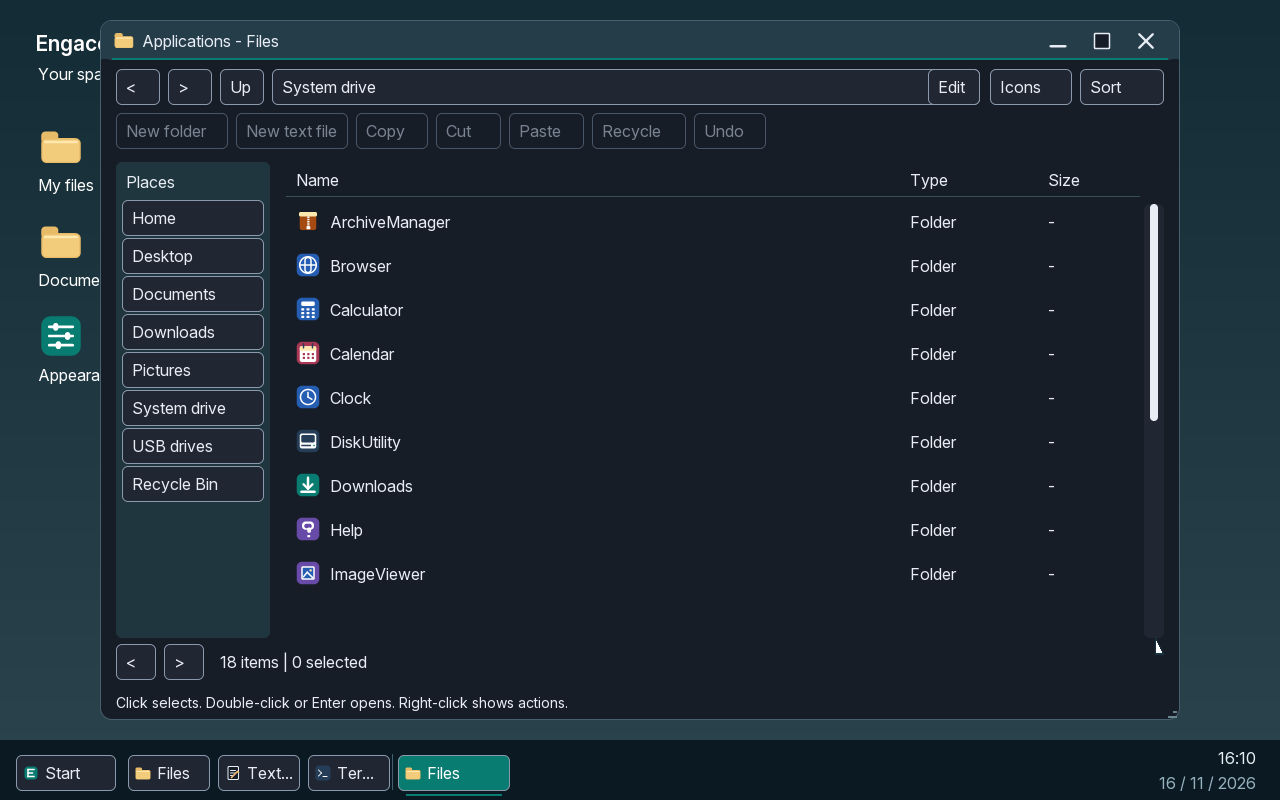 Engac
Your spa
My files
Docume
Appeara
Applications - Files
< > Up System drive Edit Icons Sort
New folder New text file Copy Cut Paste Recycle Undo
Places
Home
Desktop
Documents
Downloads
Pictures
System drive
USB drives
Recycle Bin
Name Type Size
ArchiveManager Folder -
Browser Folder -
Calculator Folder -
Calendar Folder -
Clock Folder -
DiskUtility Folder -
Downloads Folder -
Help Folder -
ImageViewer Folder -
< > 18 items | 0 selected
Click selects. Double-click or Enter opens. Right-click shows actions.
Start Files Text... Ter... Files
16:10
16 / 11 / 2026